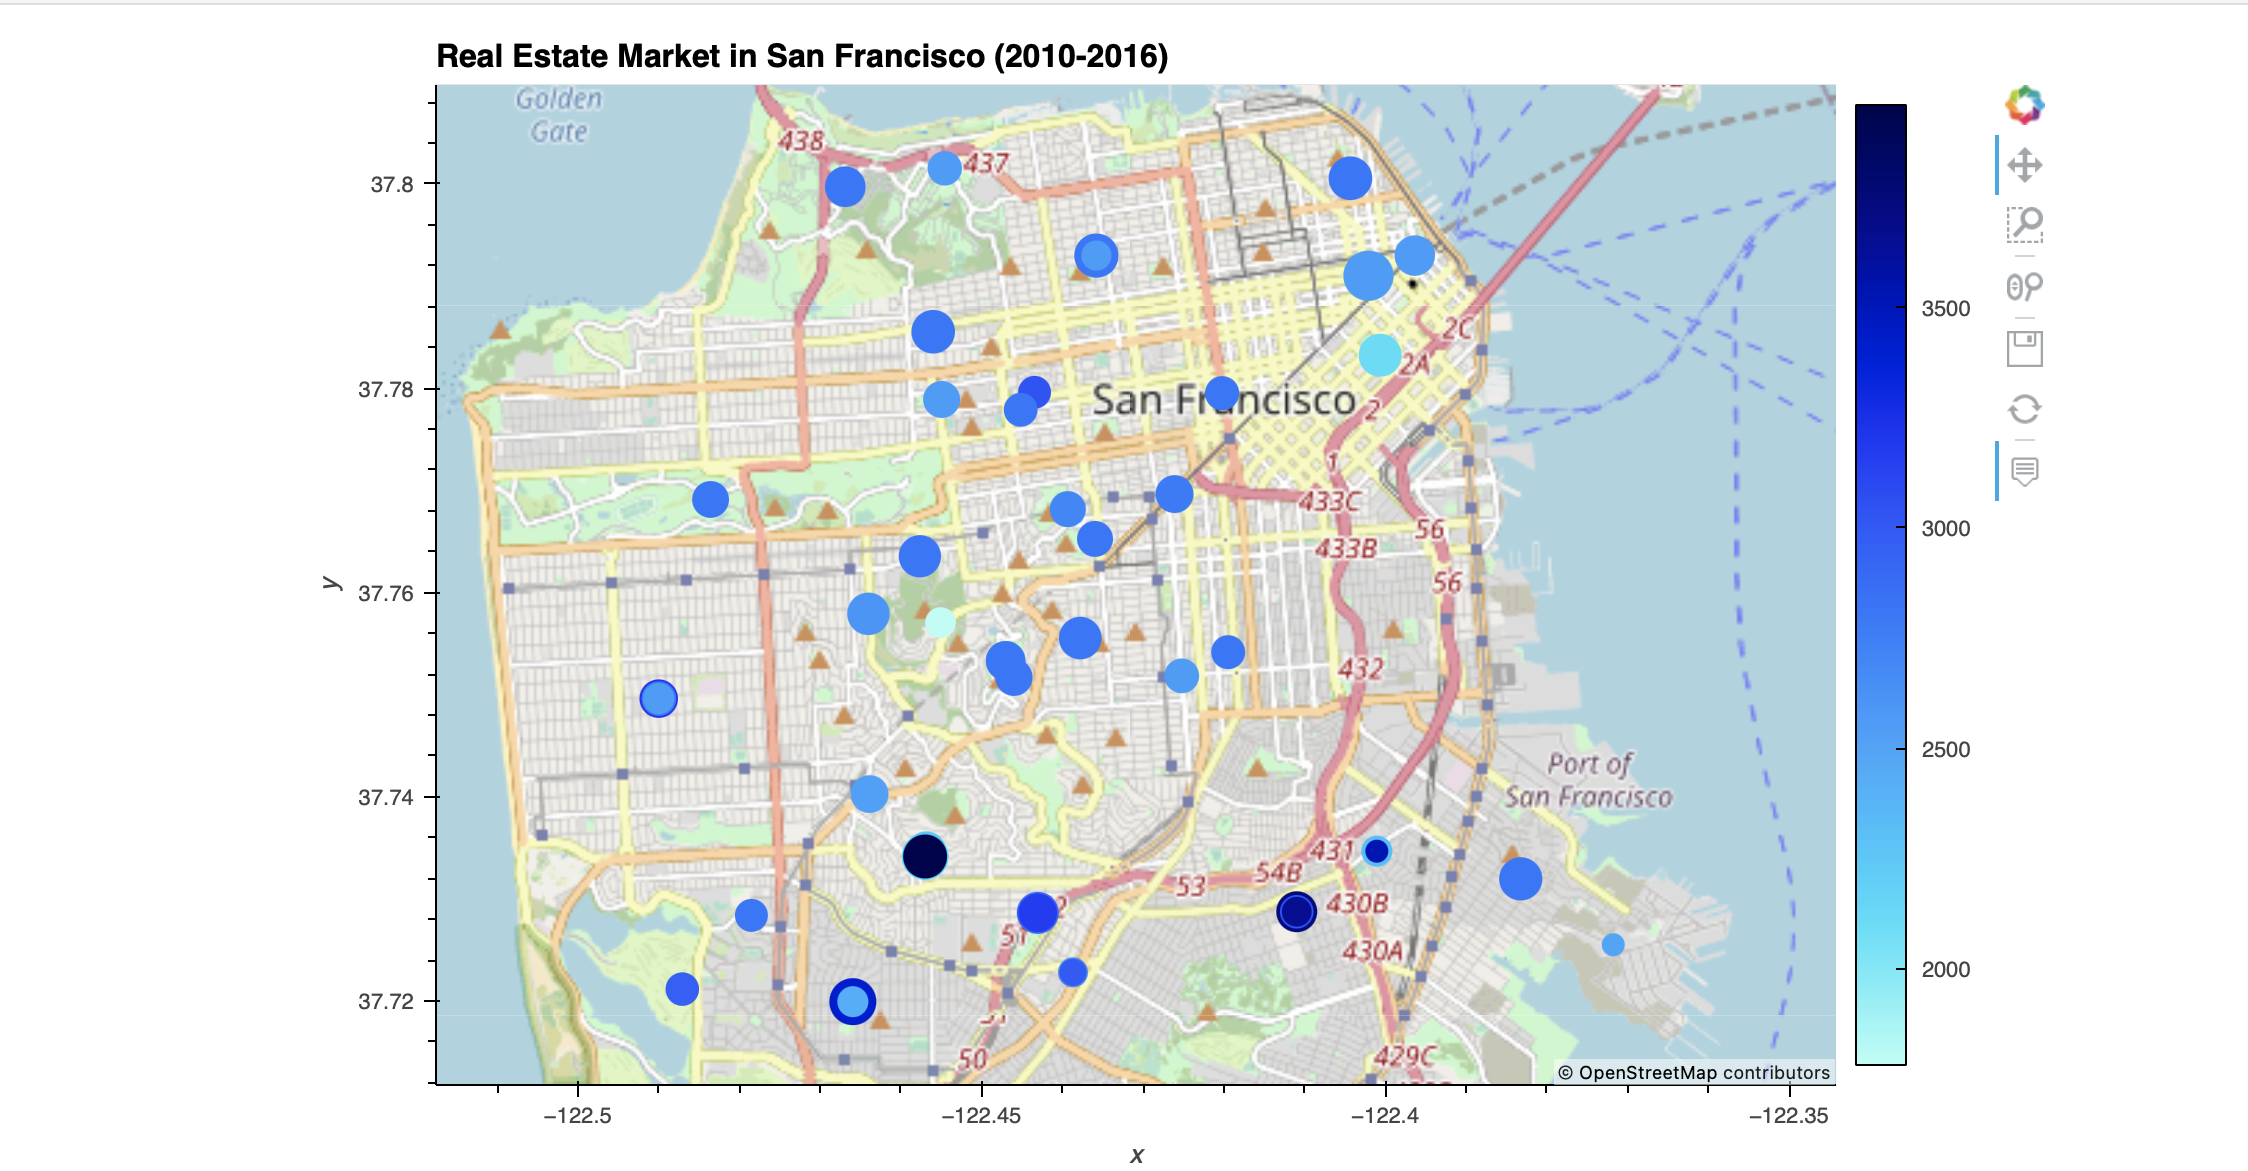 Real Estate Market in San Francisco (2010-2016)
Golden
Gate
438
437
37.8
3500
2C
2A
37.78
San Francisco
2
1
433C
3000
56
433B
y
37.76
56
432
2500
Port of
San Francisco
37.74
431
54B
53
430B
51
430A
2000
37.72
50
429C
© OpenStreetMap contributors
−122.5
−122.45
−122.4
−122.35
x